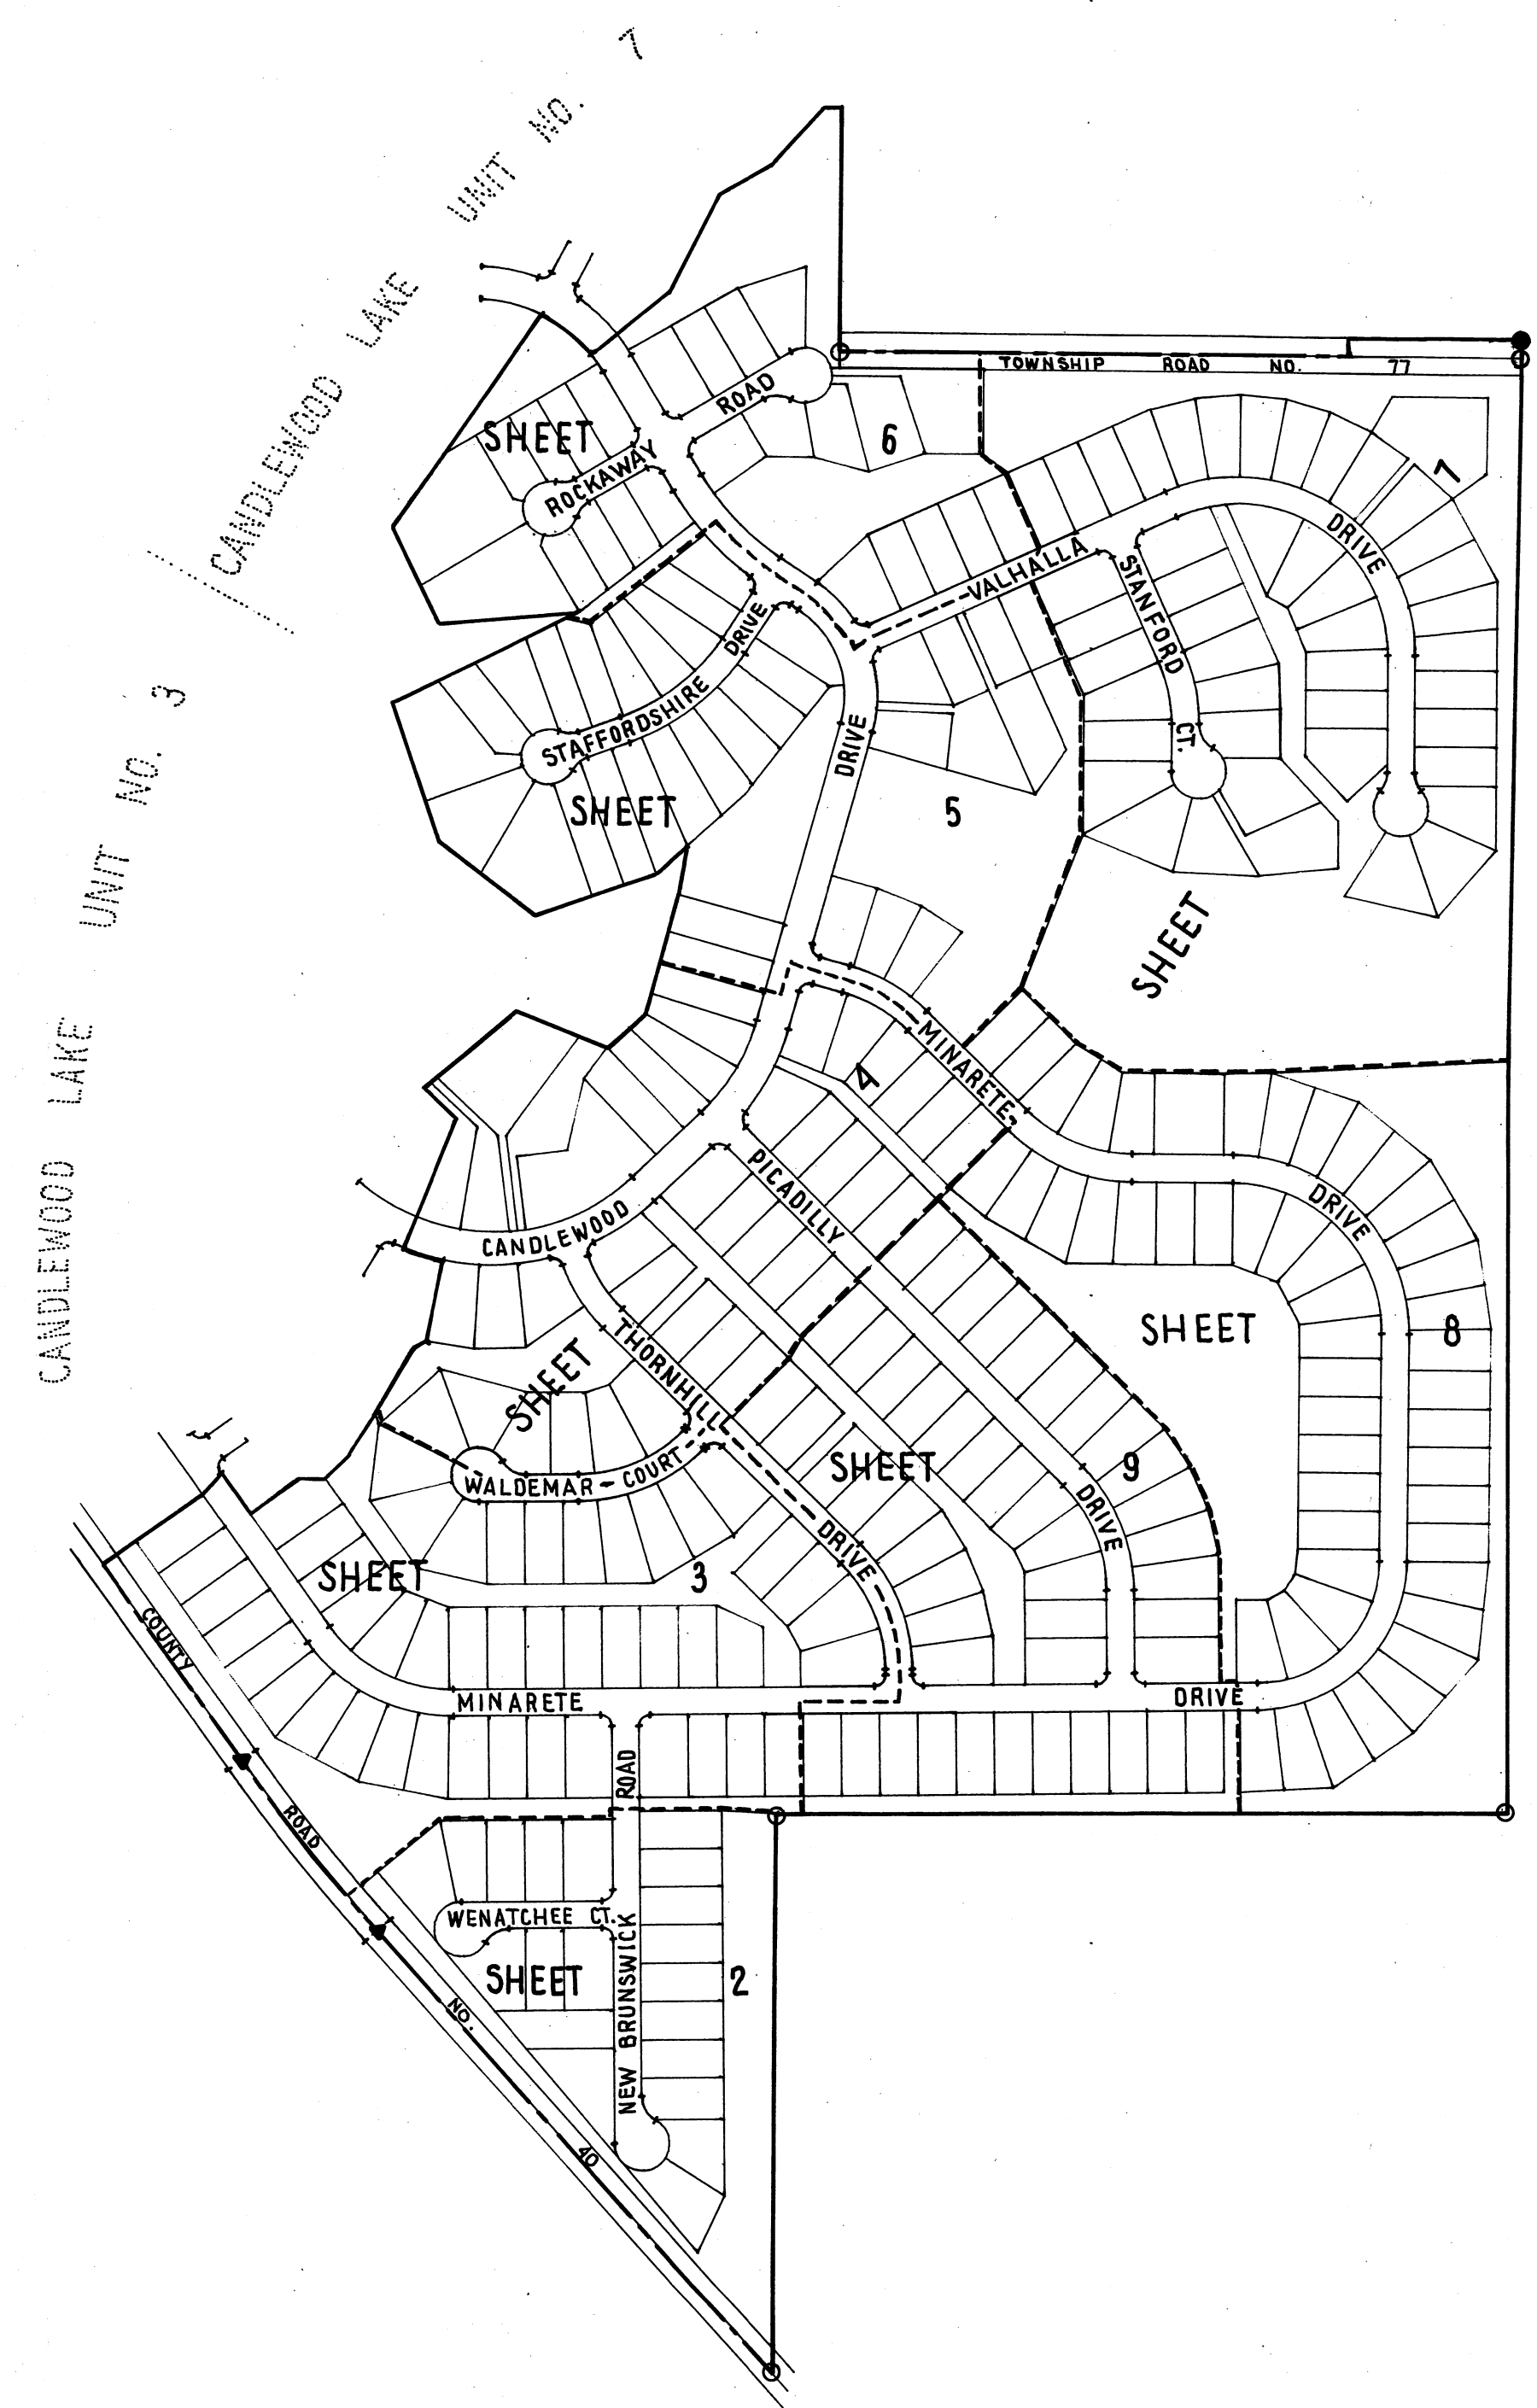 CANDLEWOOD LAKE UNIT NO. 7
CANDLEWOOD LAKE UNIT NO. 3
TOWNSHIP ROAD NO. 77
SHEET 6
ROCKAWAY ROAD
SHEET 7
VALHALLA DRIVE
STANFORD CT.
STAFFORDSHIRE DRIVE
SHEET 5
DRIVE
SHEET 4
MINARETE DRIVE
PICADILLY DRIVE
CANDLEWOOD
THORNHILL DRIVE
SHEET 8
SHEET 9
WALDEMAR - COURT
SHEET 3
MINARETE DRIVE
COUNTY ROAD NO. 40
NEW BRUNSWICK ROAD
WENATCHEE CT.
SHEET 2